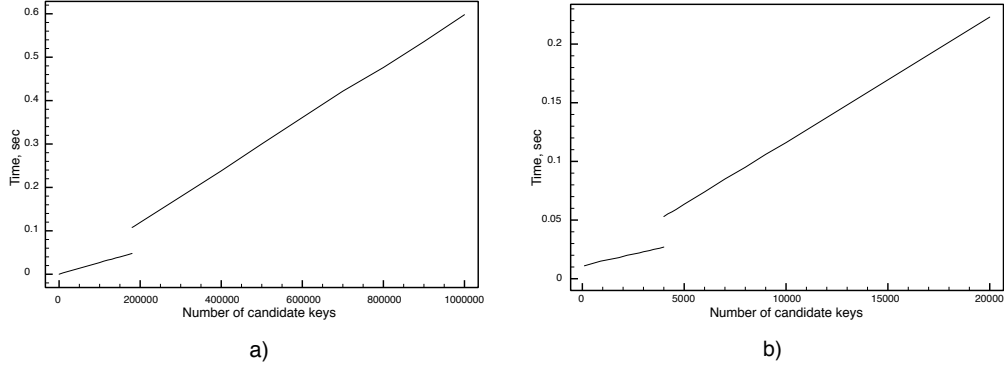 0.6
0.5
0.4
0.3
0.2
0.1
0
Time, sec
0 200000 400000 600000 800000 1000000
Number of candidate keys
a)
0.2
0.15
0.1
0.05
0
Time, sec
0 5000 10000 15000 20000
Number of candidate keys
b)